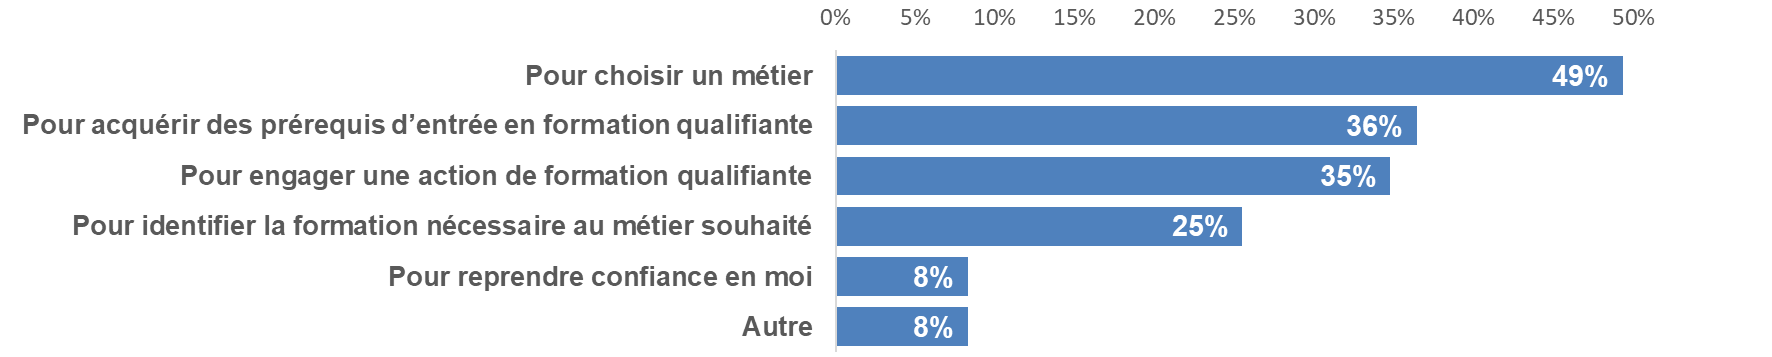 0% 5% 10% 15% 20% 25% 30% 35% 40% 45% 50%
Pour choisir un métier 49%
Pour acquérir des prérequis d’entrée en formation qualifiante 36%
Pour engager une action de formation qualifiante 35%
Pour identifier la formation nécessaire au métier souhaité 25%
Pour reprendre confiance en moi 8%
Autre 8%